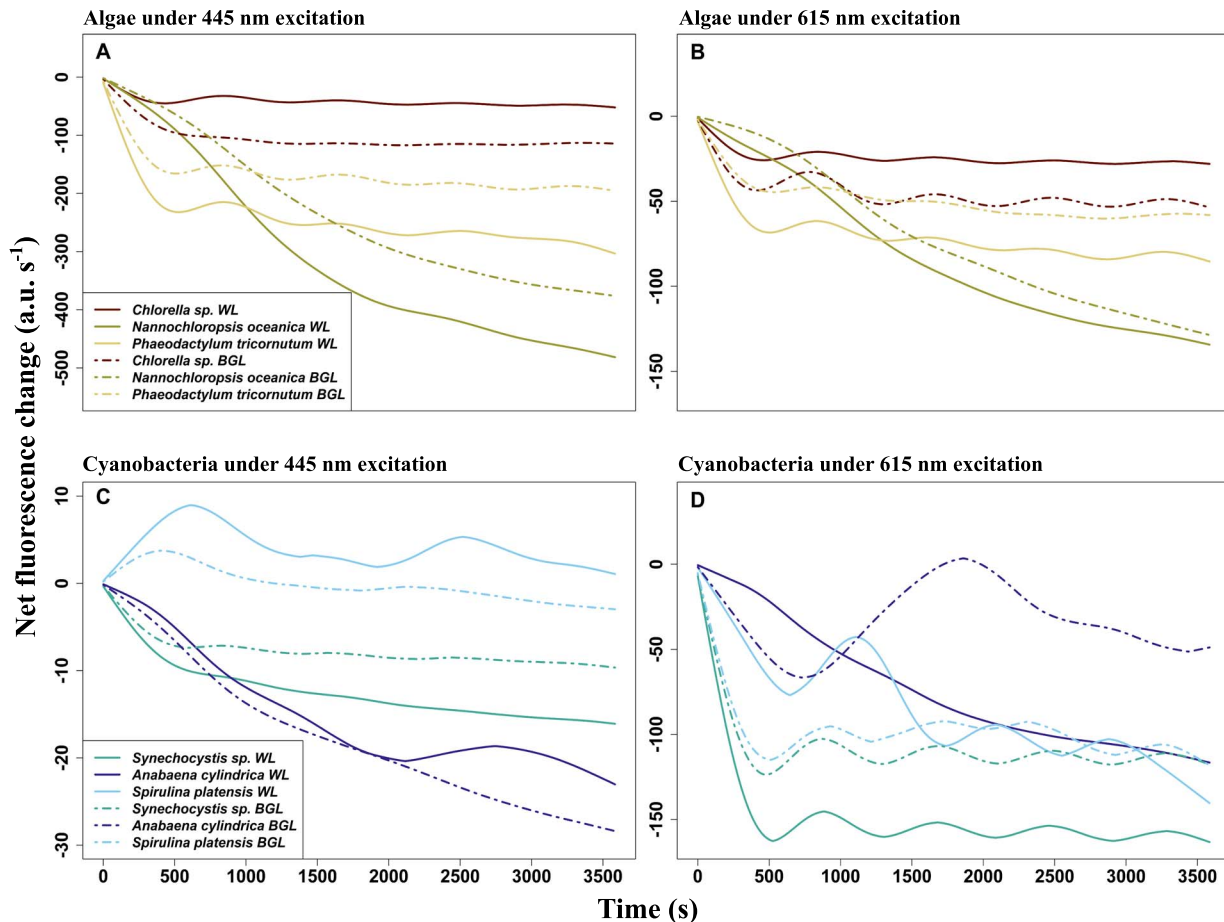 Algae under 445 nm excitation
Algae under 615 nm excitation
A
0
-100
-200
-300
-400
-500
Chlorella sp. WL
Nannochloropsis oceanica WL
Phaeodactylum tricornutum WL
Chlorella sp. BGL
Nannochloropsis oceanica BGL
Phaeodactylum tricornutum BGL
B
0
-50
-100
-150
Net fluorescence change (a.u. s⁻¹)
Cyanobacteria under 445 nm excitation
Cyanobacteria under 615 nm excitation
C
10
0
-10
-20
-30
Synechocystis sp. WL
Anabaena cylindrica WL
Spirulina platensis WL
Synechocystis sp. BGL
Anabaena cylindrica BGL
Spirulina platensis BGL
0 500 1000 1500 2000 2500 3000 3500
D
0
-50
-100
-150
0 500 1000 1500 2000 2500 3000 3500
Time (s)